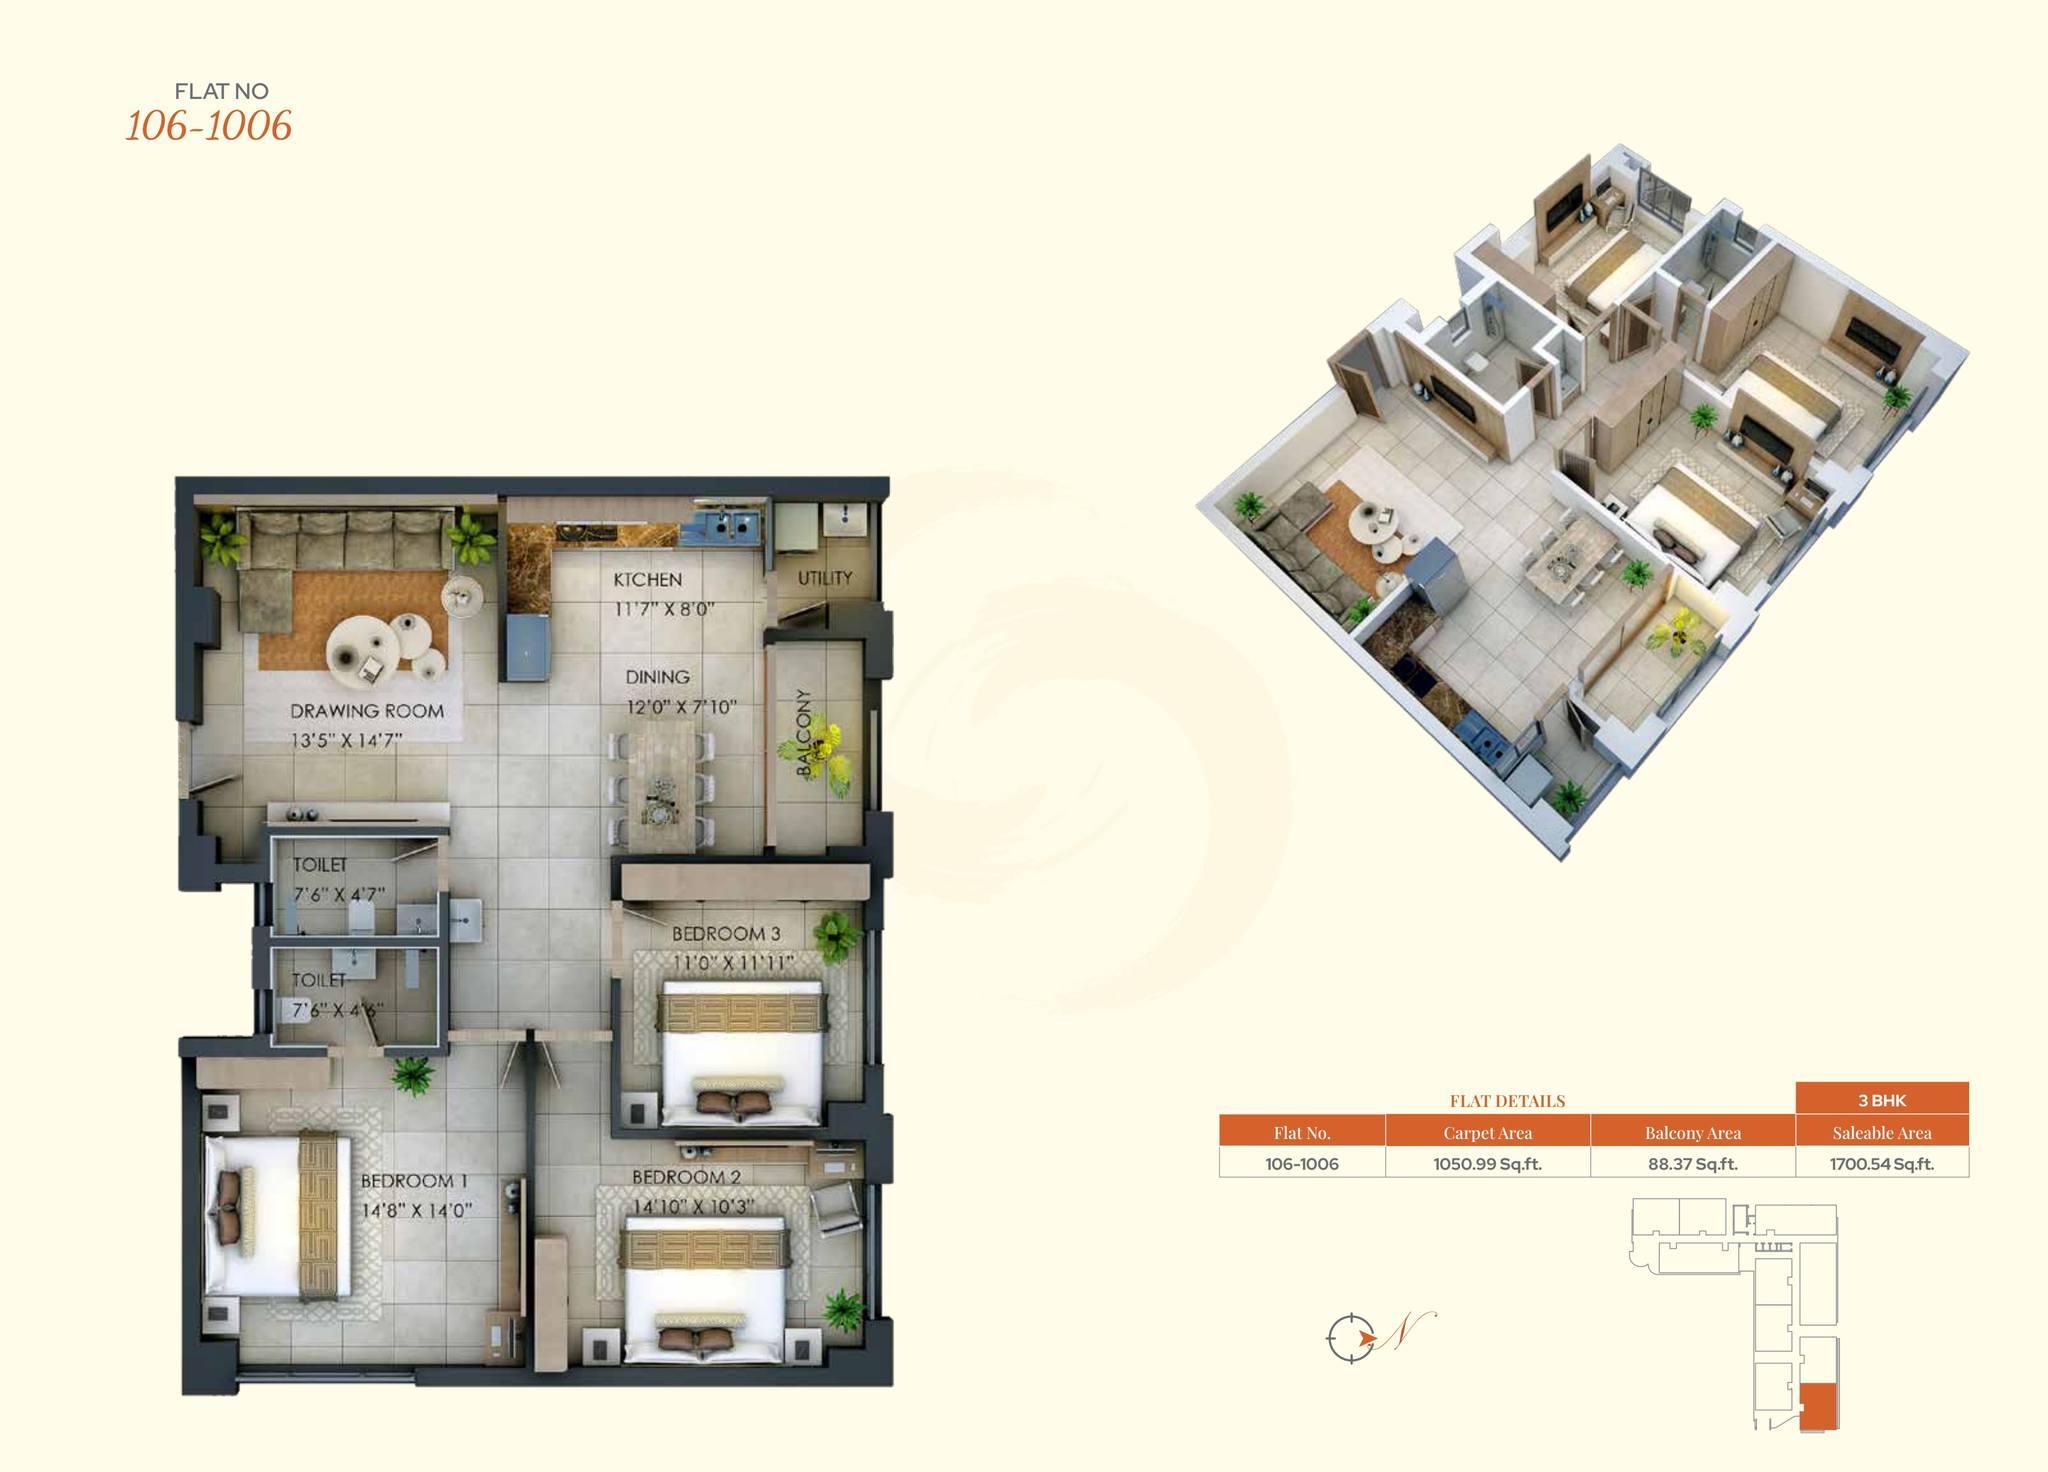 FLAT NO
106-1006
KTCHEN
11'7" X 8'0"
UTILITY
DINING
12'0" X 7'10"
BALCONY
DRAWING ROOM
13'5" X 14'7"
TOILET
7'6" X 4'7"
BEDROOM 3
11'0" X 11'11"
TOILET
7'6" X 4'6"
BEDROOM 1
14'8" X 14'0"
BEDROOM 2
14'10" X 10'3"
FLAT DETAILS 3 BHK
Flat No. Carpet Area Balcony Area Saleable Area
106-1006 1050.99 Sq.ft. 88.37 Sq.ft. 1700.54 Sq.ft.
N